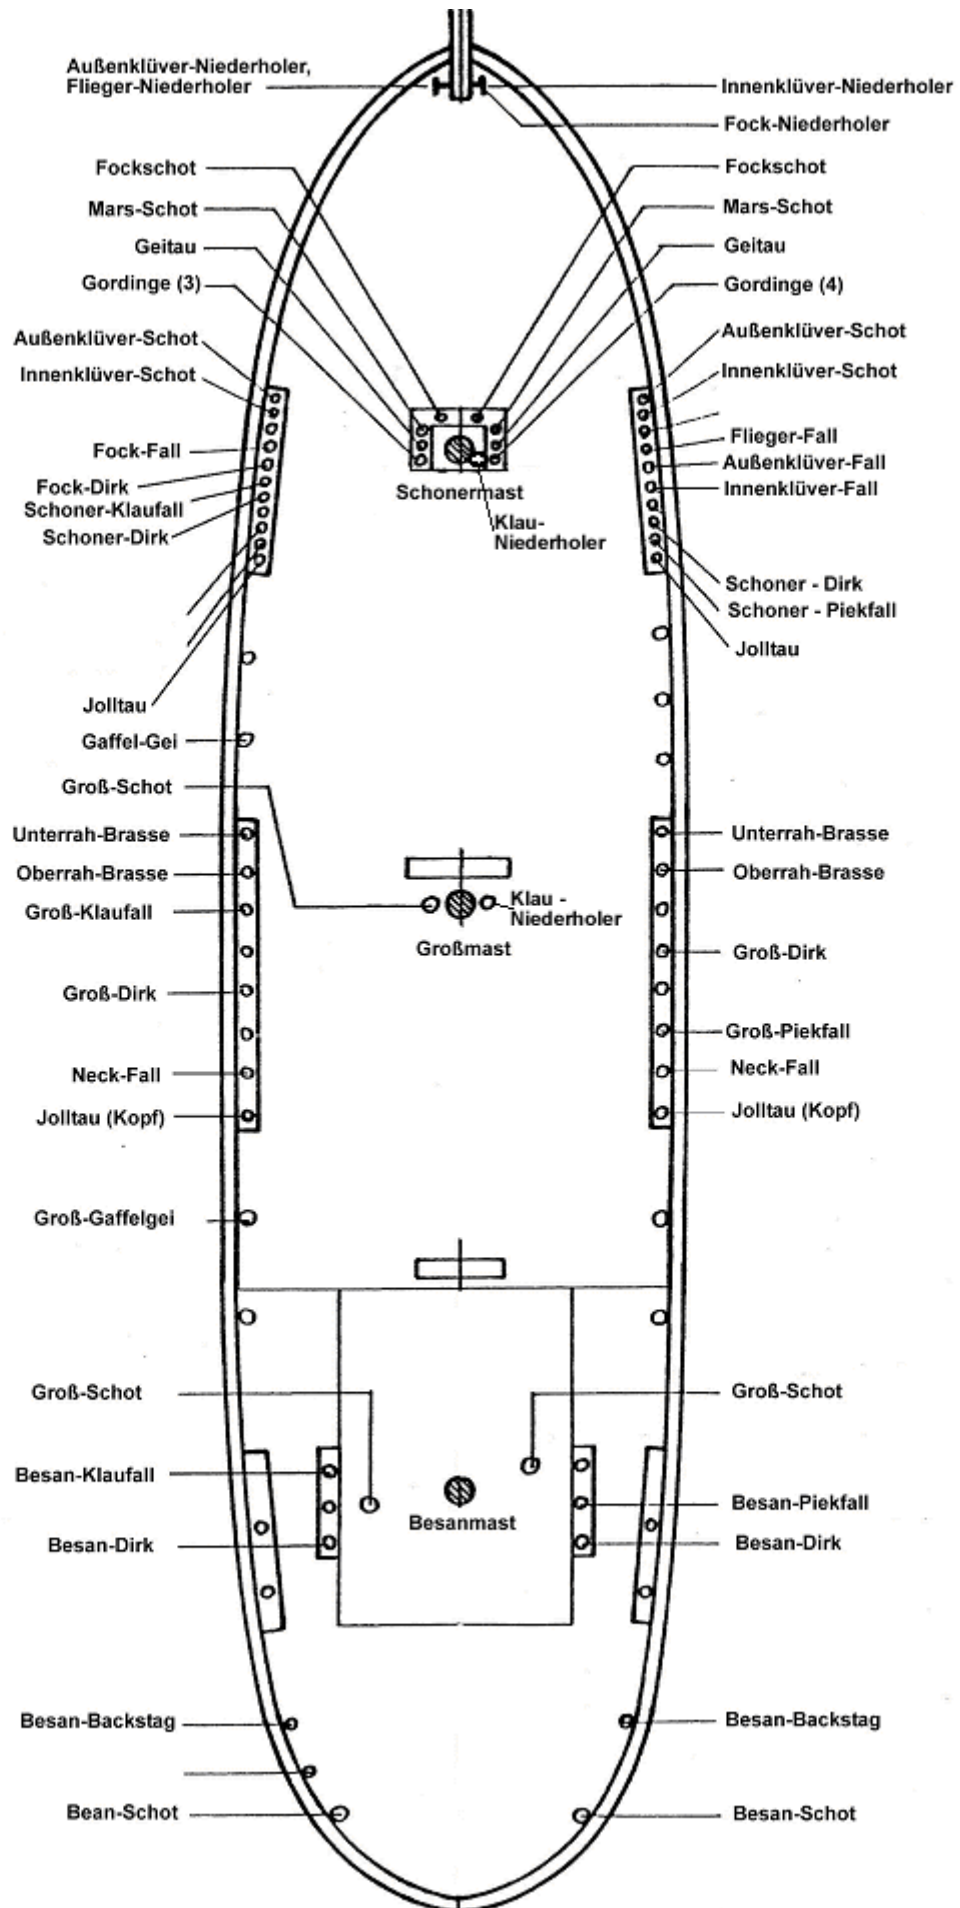 Außenklüver-Niederholer,
Flieger-Niederholer
Innenklüver-Niederholer
Fock-Niederholer
Fockschot
Fockschot
Mars-Schot
Mars-Schot
Geitau
Geitau
Gordinge (3)
Gordinge (4)
Außenklüver-Schot
Außenklüver-Schot
Innenklüver-Schot
Innenklüver-Schot
Fock-Fall
Flieger-Fall
Außenklüver-Fall
Fock-Dirk
Innenklüver-Fall
Schoner-Klaufall
Schoner-Dirk
Schonermast
Klau-
Niederholer
Schoner - Dirk
Schoner - Piekfall
Jolltau
Jolltau
Gaffel-Gei
Groß-Schot
Unterrah-Brasse
Unterrah-Brasse
Oberrah-Brasse
Oberrah-Brasse
Groß-Klaufall
Klau -
Niederholer
Großmast
Groß-Dirk
Groß-Dirk
Groß-Piekfall
Neck-Fall
Neck-Fall
Jolltau (Kopf)
Jolltau (Kopf)
Groß-Gaffelgei
Groß-Schot
Groß-Schot
Besan-Klaufall
Besan-Piekfall
Besanmast
Besan-Dirk
Besan-Dirk
Besan-Backstag
Besan-Backstag
Bean-Schot
Besan-Schot